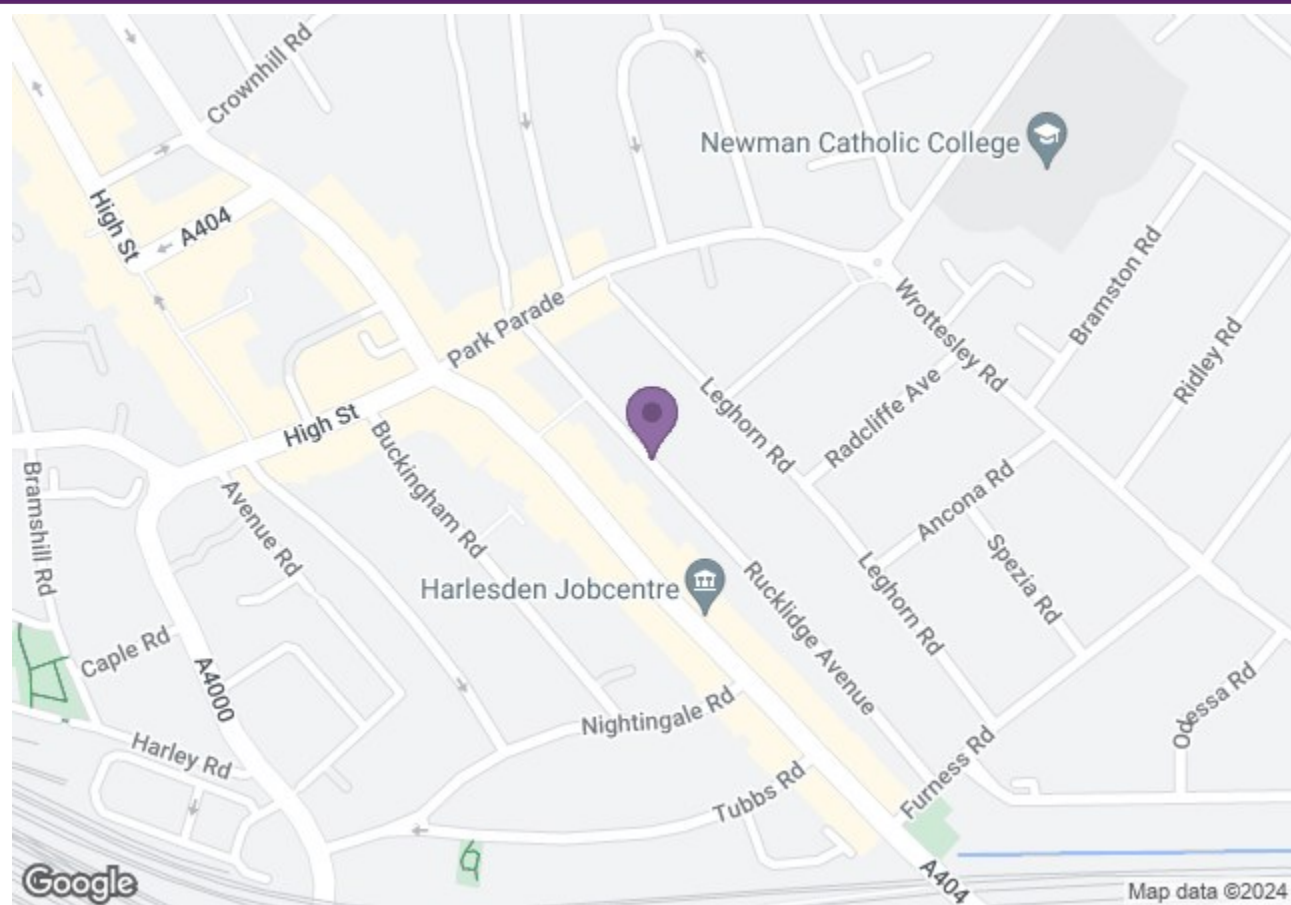 Crownhill Rd
Newman Catholic College
High St
A404
Bramston Rd
Park Parade
Wrottesley Rd
Ridley Rd
Leghorn Rd
Radcliffe Ave
High St
Buckingham Rd
Bramshill Rd
Avenue Rd
Ancona Rd
Spezia Rd
Harlesden Jobcentre
Rucklidge Avenue
Leghorn Rd
Caple Rd
A4000
Odessa Rd
Nightingale Rd
Harley Rd
Furness Rd
Tubbs Rd
A404
Google
Map data ©2024